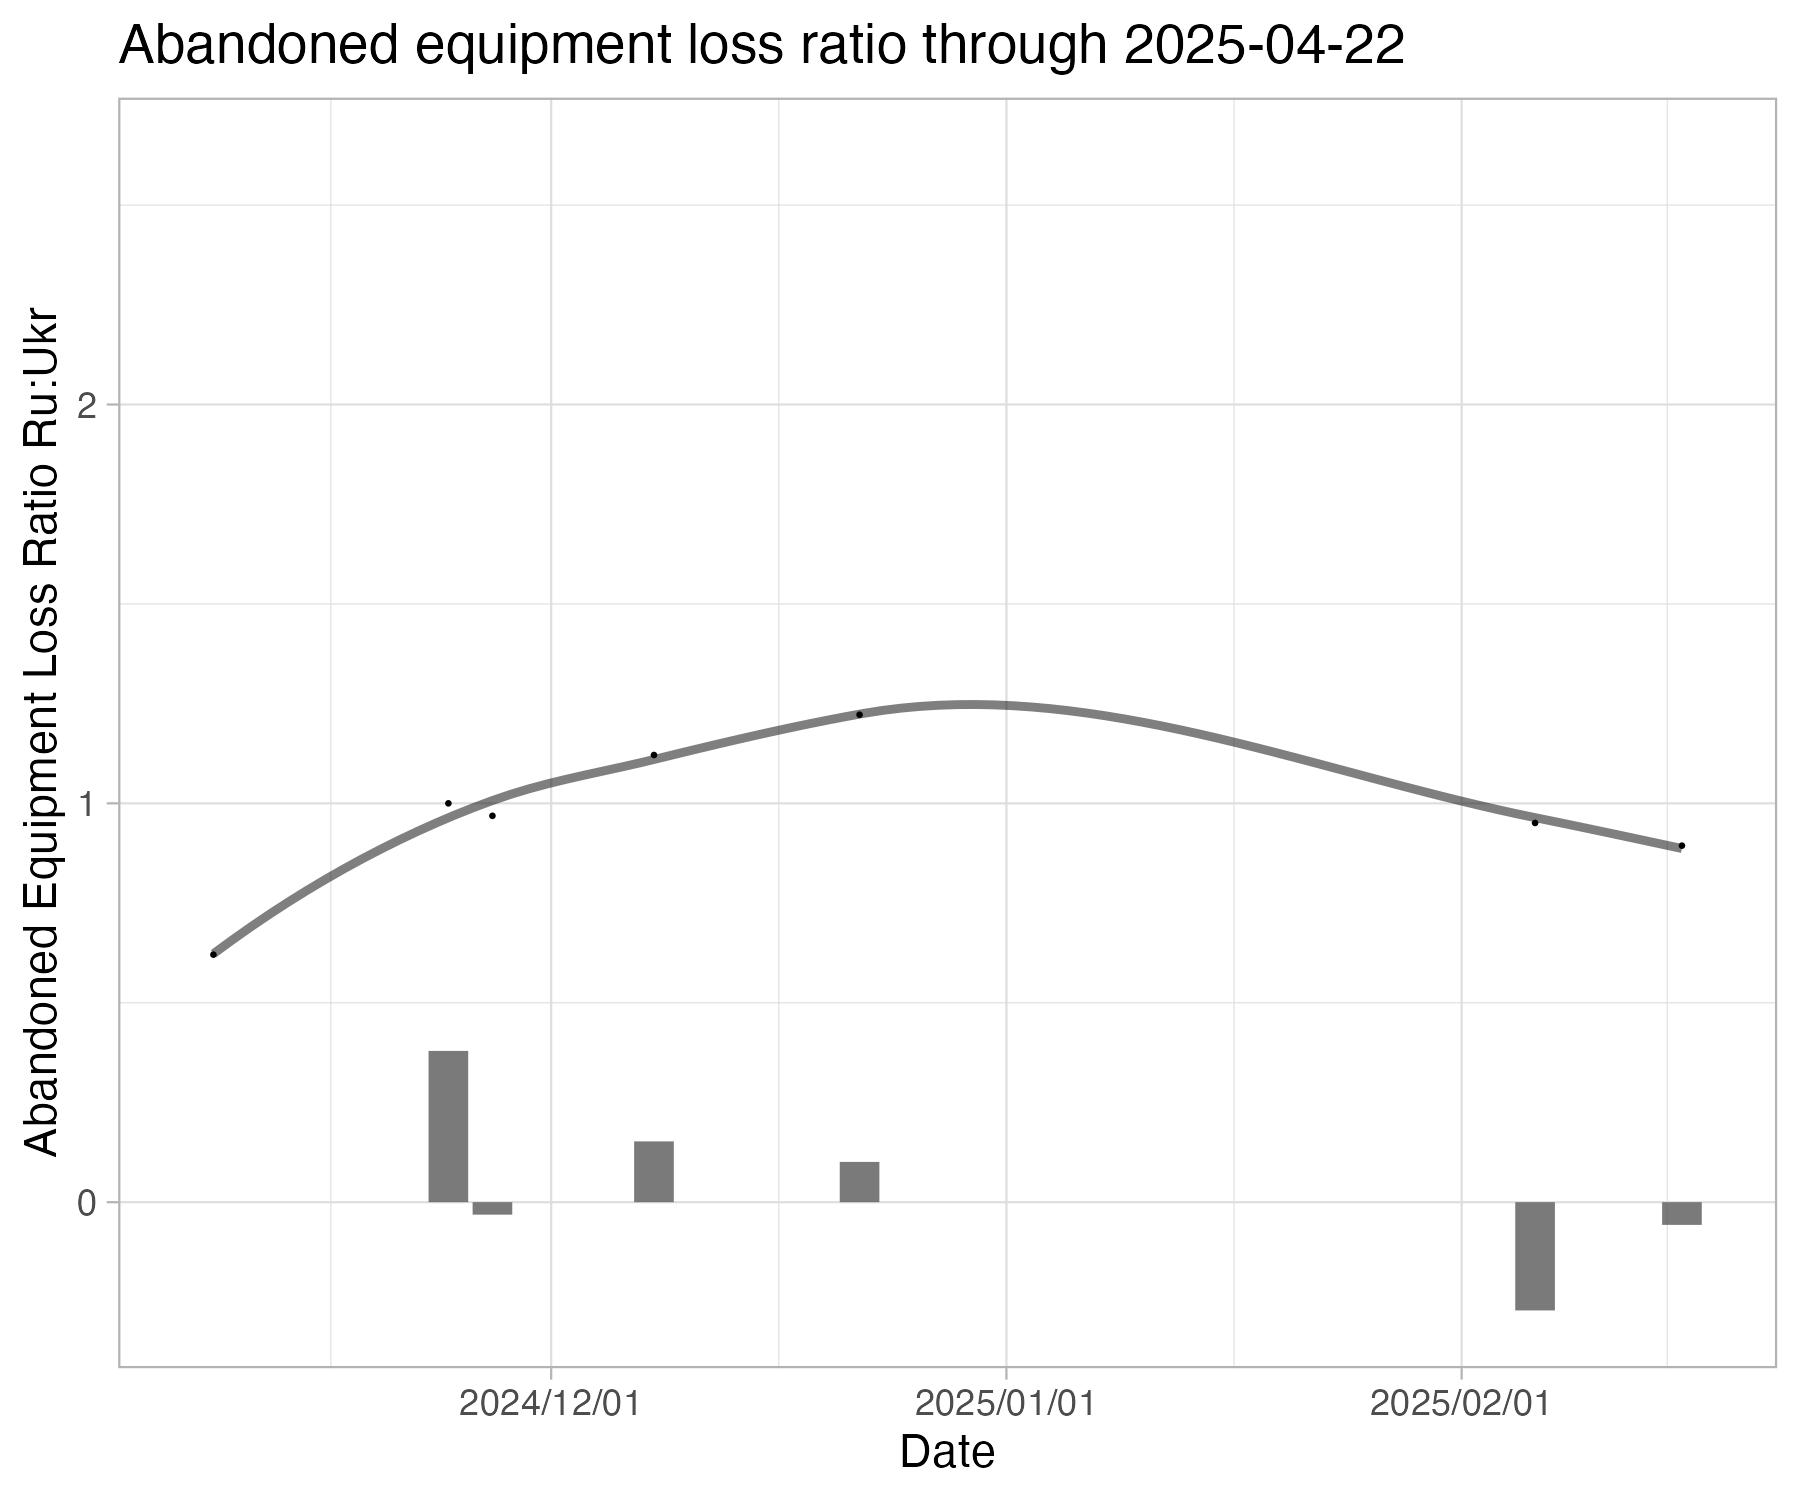 Abandoned equipment loss ratio through 2025-04-22
Abandoned Equipment Loss Ratio Ru:Ukr
2
1
0
2024/12/01
2025/01/01
2025/02/01
Date